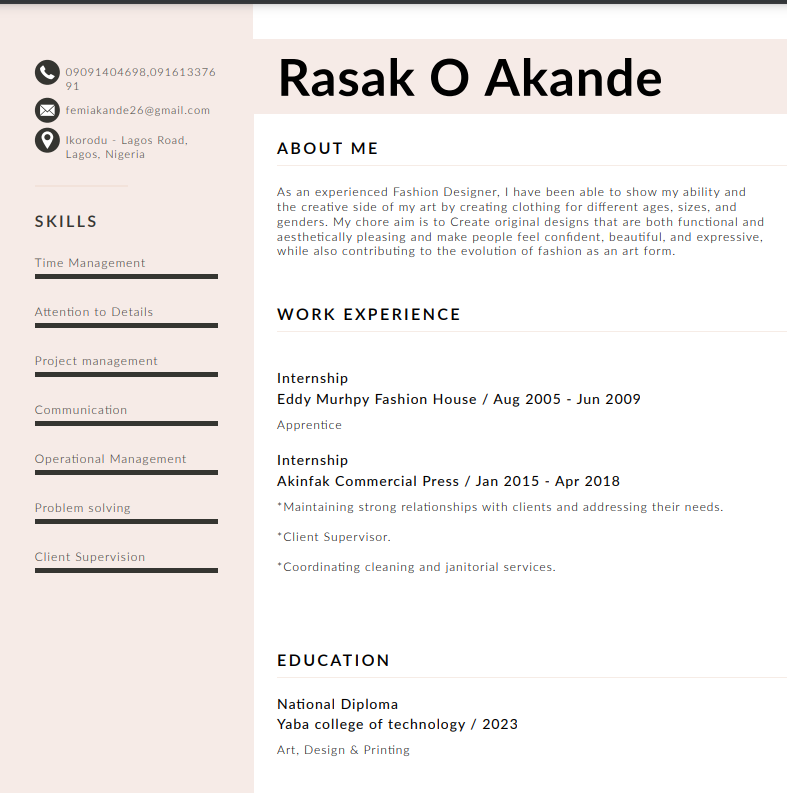 09091404698,091613376
91
femiakande26@gmail.com
Ikorodu - Lagos Road,
Lagos, Nigeria
SKILLS
Time Management
Attention to Details
Project management
Communication
Operational Management
Problem solving
Client Supervision
Rasak O Akande
ABOUT ME
As an experienced Fashion Designer, I have been able to show my ability and
the creative side of my art by creating clothing for different ages, sizes, and
genders. My chore aim is to Create original designs that are both functional and
aesthetically pleasing and make people feel confident, beautiful, and expressive,
while also contributing to the evolution of fashion as an art form.
WORK EXPERIENCE
Internship
Eddy Murhpy Fashion House / Aug 2005 - Jun 2009
Apprentice
Internship
Akinfak Commercial Press / Jan 2015 - Apr 2018
*Maintaining strong relationships with clients and addressing their needs.
*Client Supervisor.
*Coordinating cleaning and janitorial services.
EDUCATION
National Diploma
Yaba college of technology / 2023
Art, Design & Printing